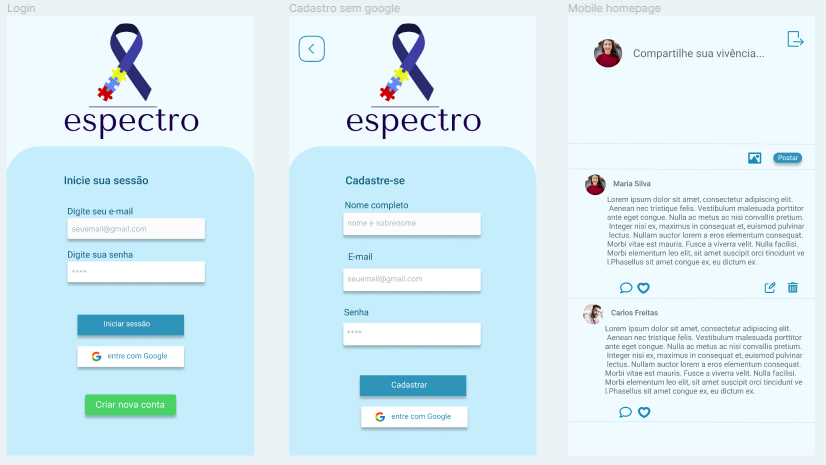 Login
espectro
Inicie sua sessão
Digite seu e-mail
seuemail@gmail.com
Digite sua senha
****
Iniciar sessão
entre com Google
Criar nova conta
Cadastro sem google
espectro
Cadastre-se
Nome completo
nome e sobrenome
E-mail
seuemail@gmail.com
Senha
****
Cadastrar
entre com Google
Mobile homepage
Compartilhe sua vivência...
Postar
Maria Silva
Lorem ipsum dolor sit amet, consectetur adipiscing elit.
Aenean nec tristique felis. Vestibulum malesuada porttitor
ante eget congue. Nulla ac metus ac nisi convallis pretium.
Integer nisi ex, maximus in consequat et, euismod pulvinar
lectus. Nullam auctor lorem a eros elementum consequat.
Morbi vitae est mauris. Fusce a viverra velit. Nulla facilisi.
Morbi elementum leo elit, sit amet suscipit orci tincidunt ve
l.Phasellus sit amet congue ex, eu dictum ex.
Carlos Freitas
Lorem ipsum dolor sit amet, consectetur adipiscing elit.
Aenean nec tristique felis. Vestibulum malesuada porttitor
ante eget congue. Nulla ac metus ac nisi convallis pretium.
Integer nisi ex, maximus in consequat et, euismod pulvinar
lectus. Nullam auctor lorem a eros elementum consequat.
Morbi vitae est mauris. Fusce a viverra velit. Nulla facilisi.
Morbi elementum leo elit, sit amet suscipit orci tincidunt ve
l.Phasellus sit amet congue ex, eu dictum ex.